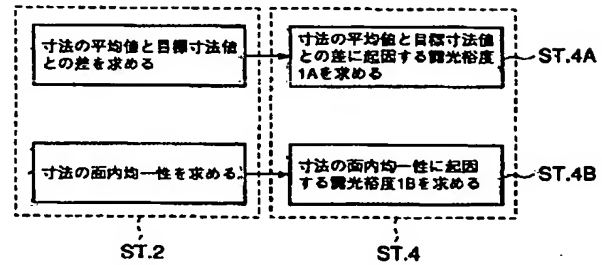 寸法の平均値と目標寸法値
との差を求める
寸法の平均値と目標寸法値
との差に起因する露光裕度
1Aを求める
ST.4A
寸法の面内均一性を求める
寸法の面内均一性に起因
する露光裕度1Bを求める
ST.4B
ST.2
ST.4